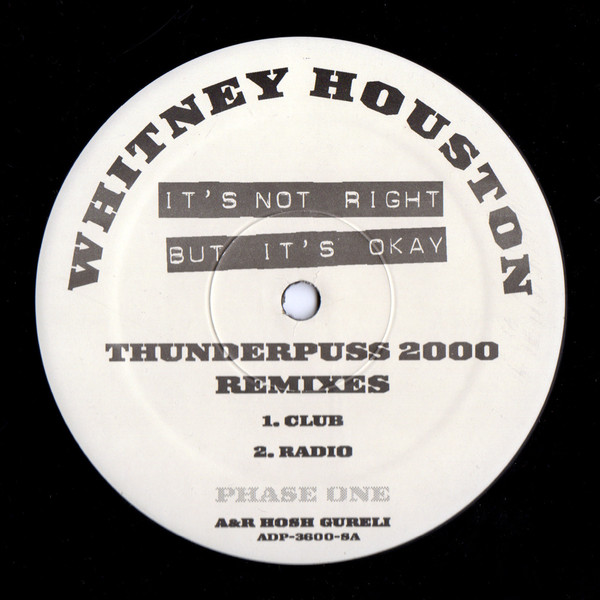 WHITNEY HOUSTON
IT'S NOT RIGHT
BUT IT'S OKAY
THUNDERPUSS 2000
REMIXES
1. CLUB
2. RADIO
PHASE ONE
A&R HOSH GURELI
ADP-3600-SA